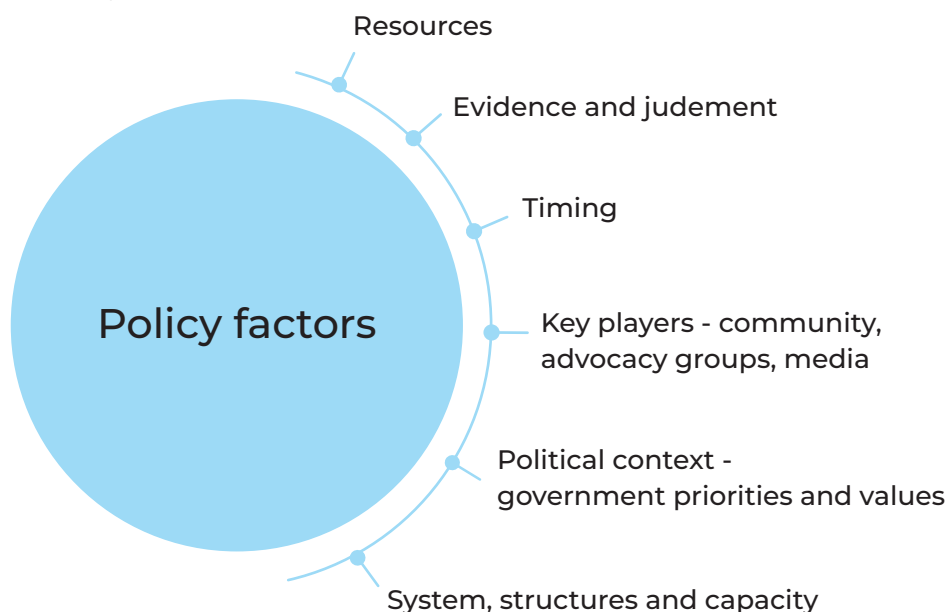 Resources
Evidence and judement
Timing
Policy factors
Key players - community,
advocacy groups, media
Political context -
government priorities and values
System, structures and capacity